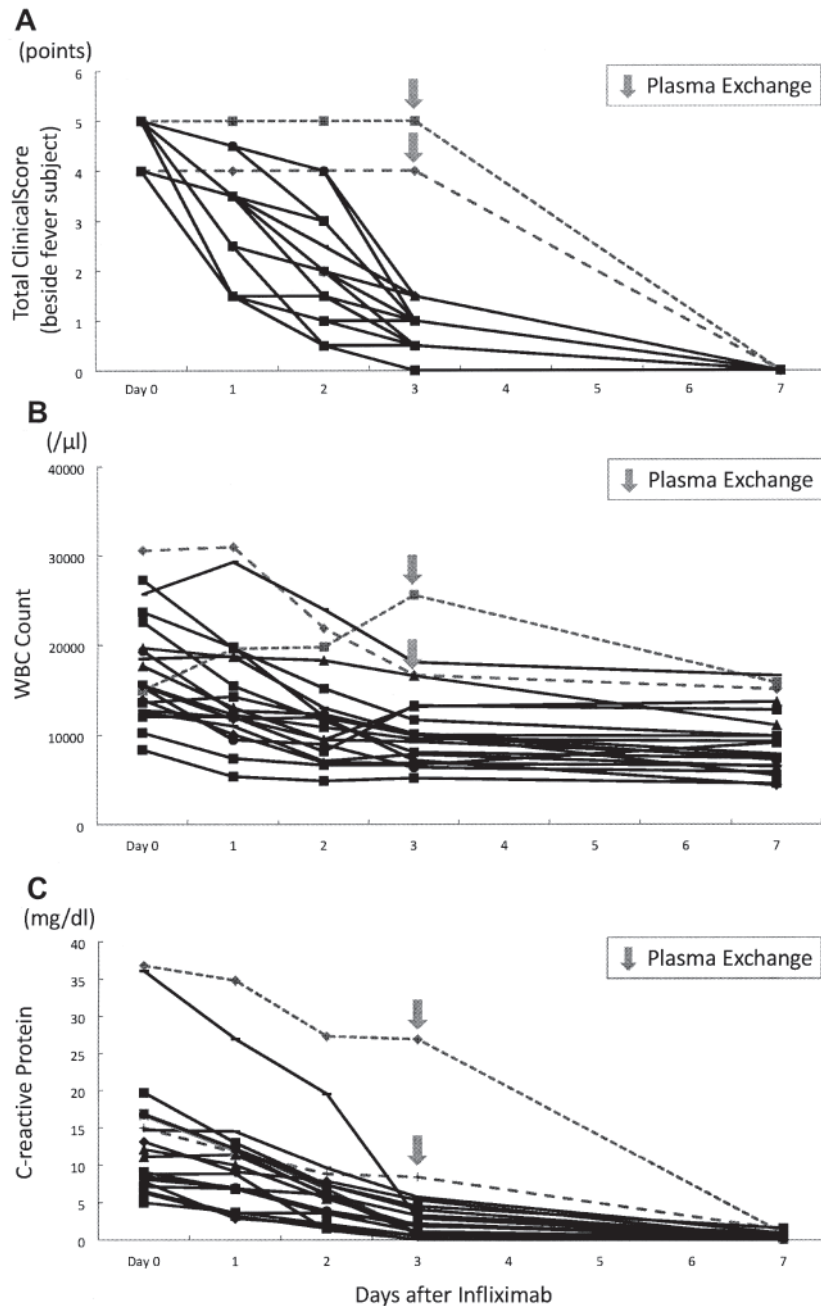 A
(points)
Plasma Exchange
Total ClinicalScore
(beside fever subject)
6
5
4
3
2
1
0
Day 0 1 2 3 4 5 6 7
B
(/μl)
Plasma Exchange
WBC Count
40000
30000
20000
10000
0
Day 0 1 2 3 4 5 6 7
C
(mg/dl)
Plasma Exchange
C-reactive Protein
40
35
30
25
20
15
10
5
0
Day 0 1 2 3 4 5 6 7
Days after Infliximab